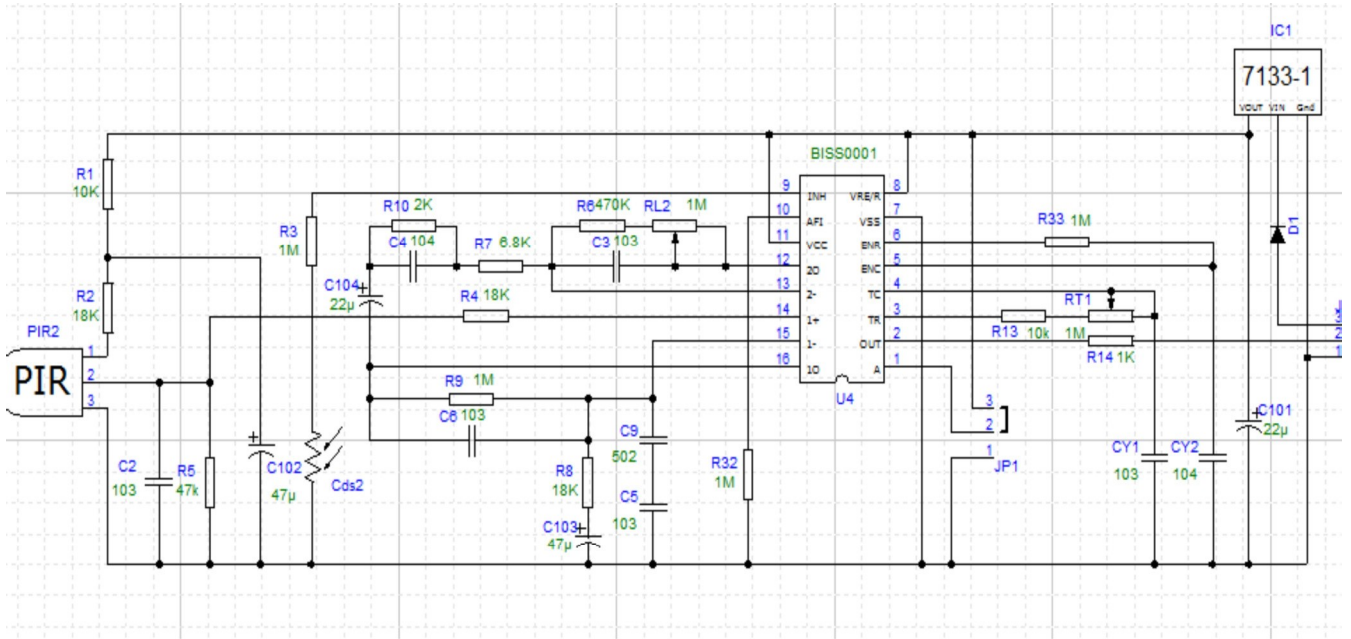 IC1
7133-1
VOUT VIN Gnd
BISS0001
R1
10K
R2
18K
PIR2
PIR
1
2
3
C2
103
R5
47k
C102
47µ
R3
1M
Cds2
C104
22µ
R10 2K
C4 104
R7 6.8K
R6 470K
RL2 1M
C3 103
R4 18K
R9 1M
C6 103
R8
18K
C103
47µ
C9
502
C5
103
R32
1M
9 INH VRE/R 8
10 AFI VSS 7
11 VCC ENR 6
12 2O ENC 5
13 2- TC 4
14 1+ TR 3
15 1- OUT 2
16 1O A 1
U4
R33 1M
RT1
1M
R13 10k
R14 1K
3
2
1
JP1
CY1
103
CY2
104
C101
22µ
D1
3
2
1